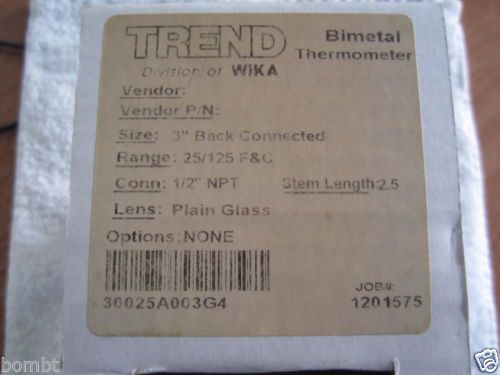 TREND
Bimetal
Thermometer
Division of WIKA
Vendor:
Vendor P/N:
Size: 3" Back Connected
Range: 25/125 F&C
Conn: 1/2" NPT Stem Length:2.5
Lens: Plain Glass
Options:NONE
30025A003G4
JOB#:
1201575
bombt